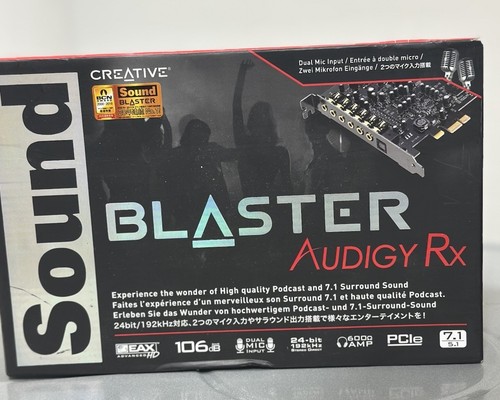 CREATIVE
Dual Mic Input / Entrée à double micro /
Zwei Mikrofon Eingänge / 2つのマイク入力搭載
BCN
Sound
BLASTER
Sound
BLASTER
AUDIGY RX
Experience the wonder of High quality Podcast and 7.1 Surround Sound
Faites l'expérience d'un merveilleux son Surround 7.1 et haute qualité Podcast.
Erleben Sie das Wunder von hochwertigem Podcast- und 7.1-Surround-Sound
24bit/192kHz対応、2つのマイク入力やサラウンド出力搭載で様々なエンターテイメントを!
EAX ADVANCED HD
106dB
DUAL MIC INPUT
24-bit 192kHz
600Ω AMP
PCIe
7.1
5.1